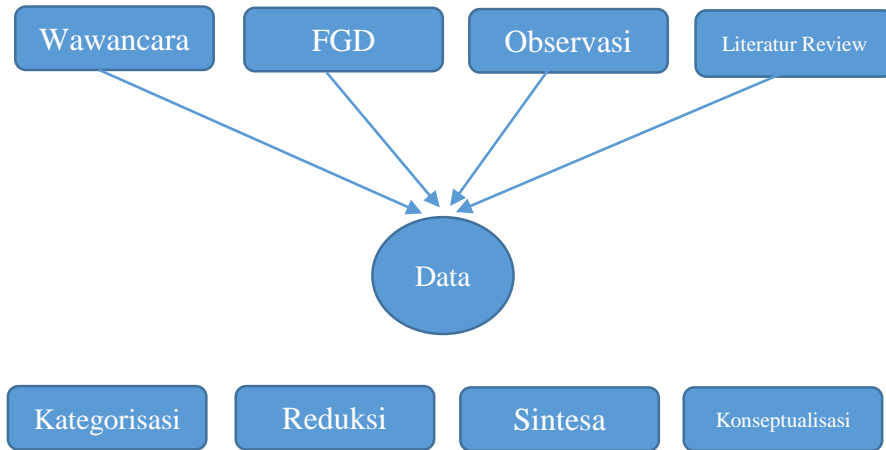 Wawancara
FGD
Observasi
Literatur Review
Data
Kategorisasi
Reduksi
Sintesa
Konseptualisasi